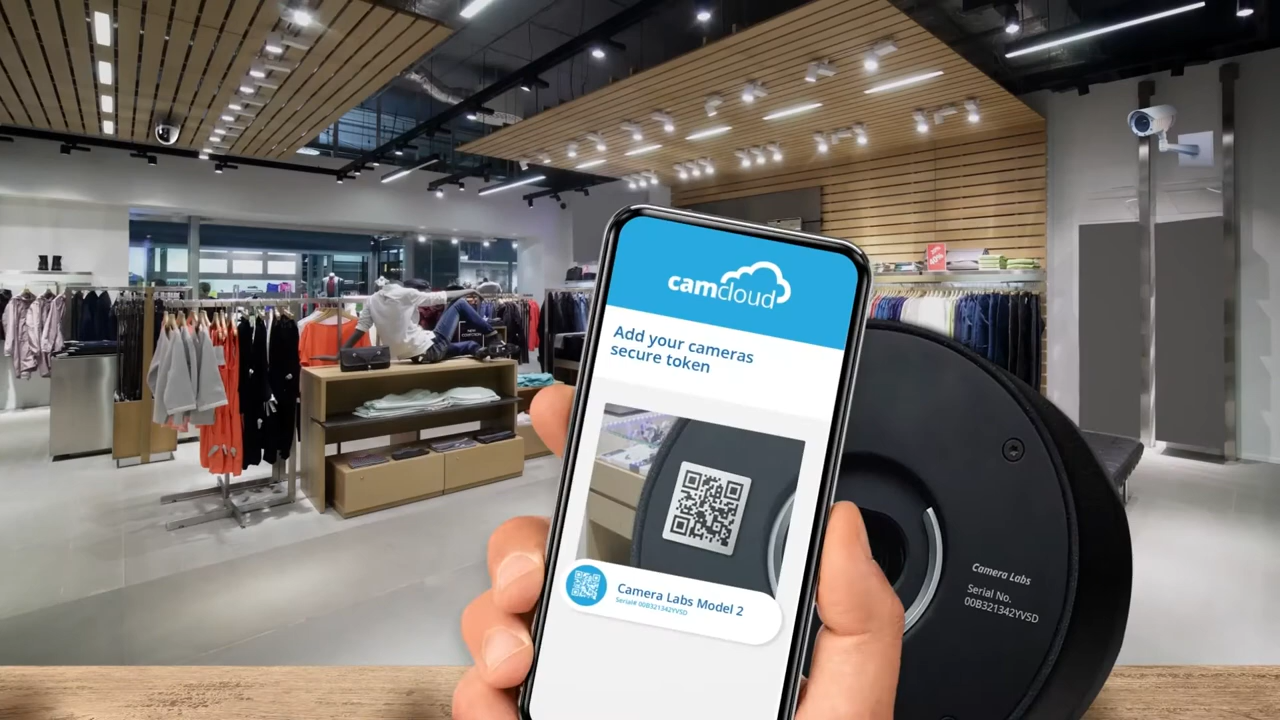 camcloud
Add your cameras
secure token
Camera Labs Model 2
Serial# 00B321342YVSD
Camera Labs
Serial No.
00B321342YVSD